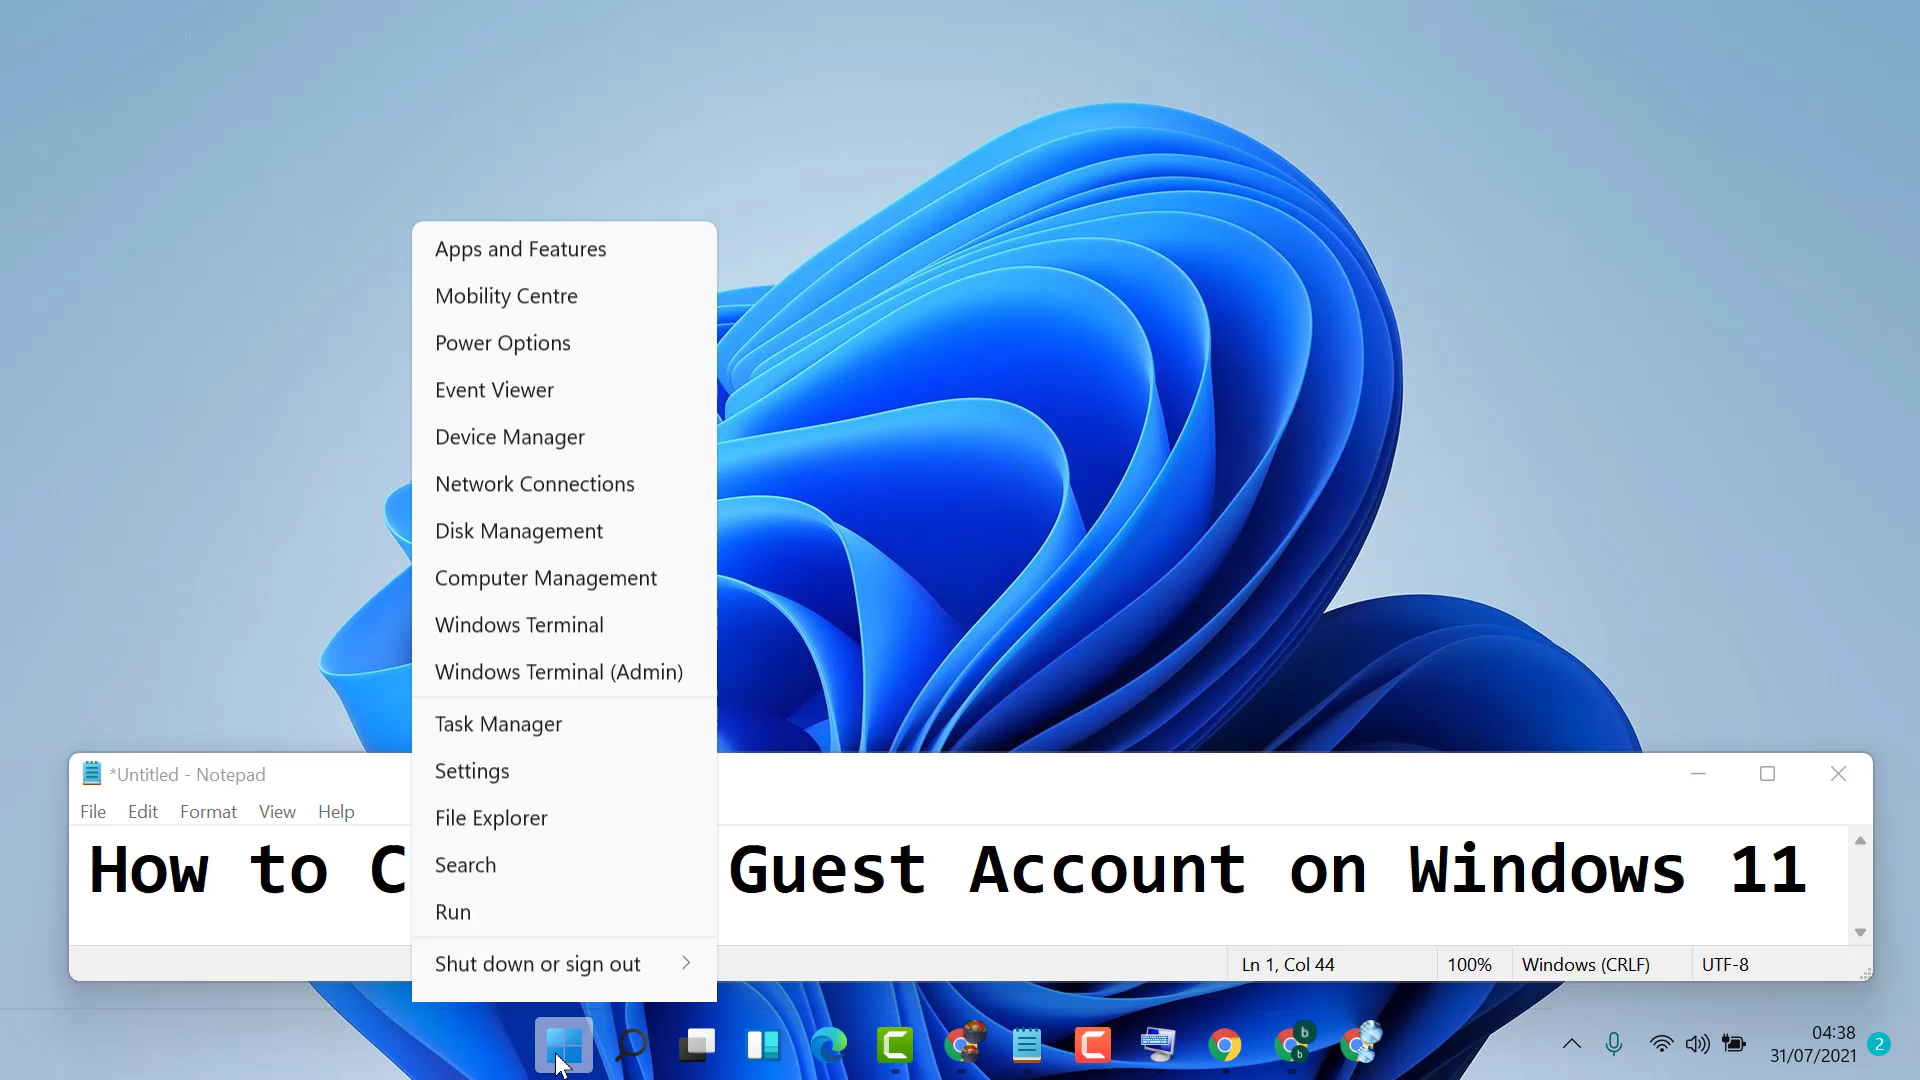 Apps and Features
Mobility Centre
Power Options
Event Viewer
Device Manager
Network Connections
Disk Management
Computer Management
Windows Terminal
Windows Terminal (Admin)
Task Manager
Settings
File Explorer
Search
Run
Shut down or sign out
*Untitled - Notepad
File Edit Format View Help
How to C Guest Account on Windows 11
Ln 1, Col 44 100% Windows (CRLF) UTF-8
b
b
04:38
31/07/2021
2